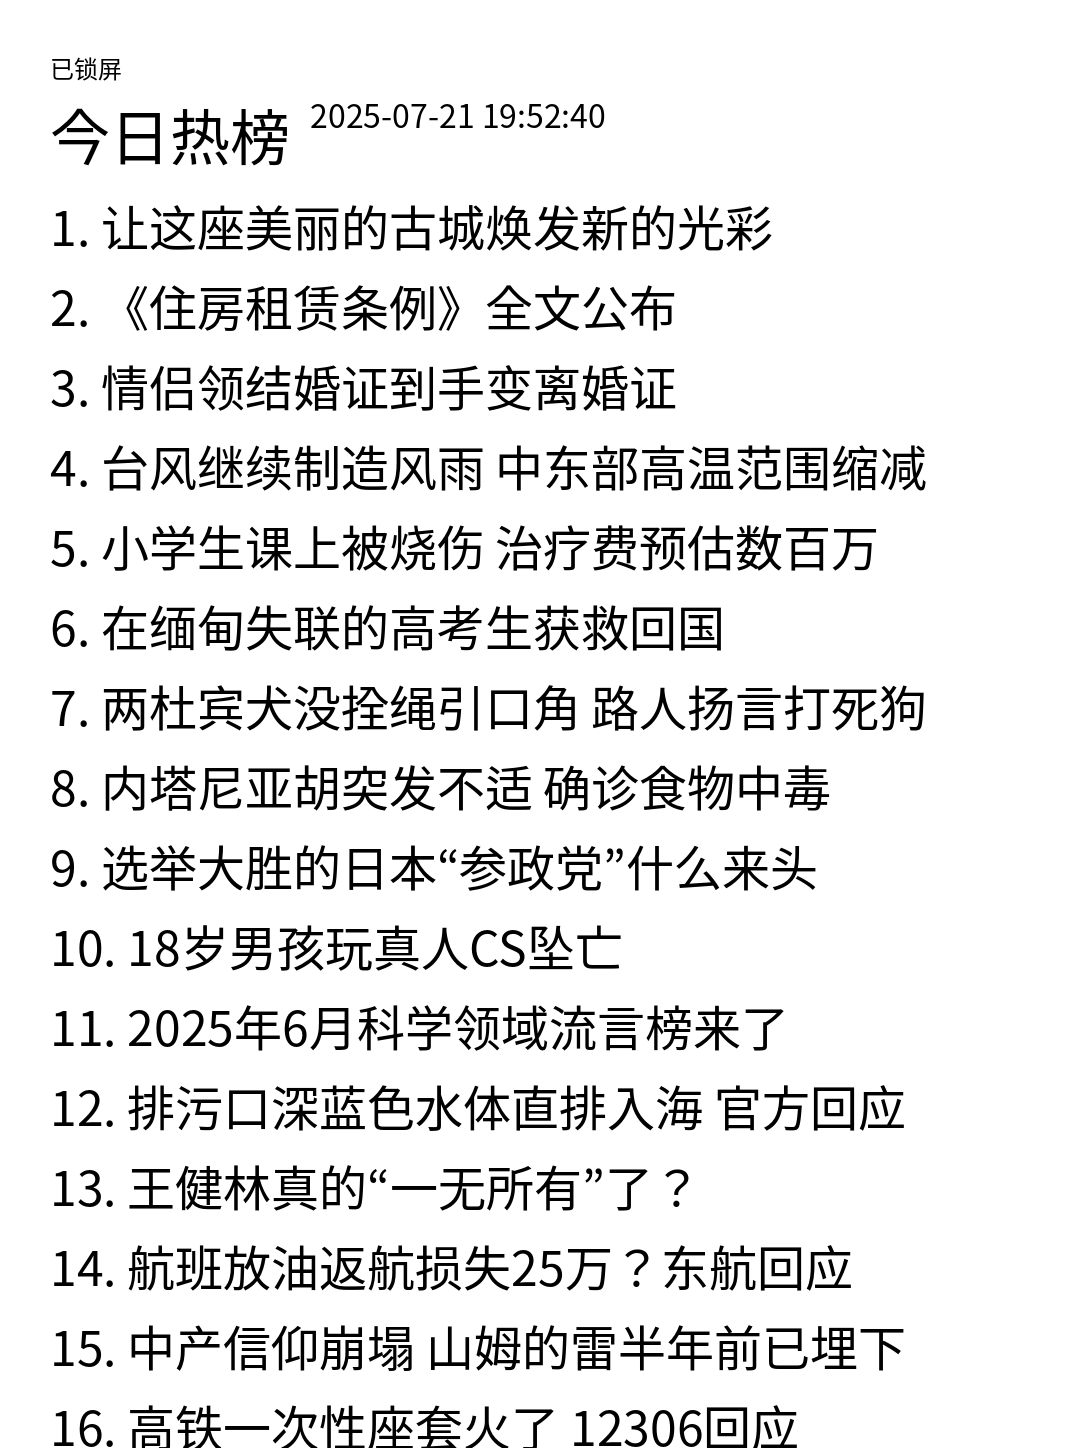 已锁屏
今日热榜 2025-07-21 19:52:40
1. 让这座美丽的古城焕发新的光彩
2. 《住房租赁条例》全文公布
3. 情侣领结婚证到手变离婚证
4. 台风继续制造风雨 中东部高温范围缩减
5. 小学生课上被烧伤 治疗费预估数百万
6. 在缅甸失联的高考生获救回国
7. 两杜宾犬没拴绳引口角 路人扬言打死狗
8. 内塔尼亚胡突发不适 确诊食物中毒
9. 选举大胜的日本“参政党”什么来头
10. 18岁男孩玩真人CS坠亡
11. 2025年6月科学领域流言榜来了
12. 排污口深蓝色水体直排入海 官方回应
13. 王健林真的“一无所有”了？
14. 航班放油返航损失25万？东航回应
15. 中产信仰崩塌 山姆的雷半年前已埋下
16. 高铁一次性座套火了 12306回应